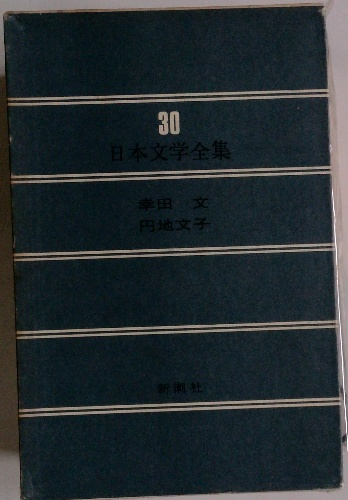 30
日本文学全集
幸田 文
円地文子
新潮社